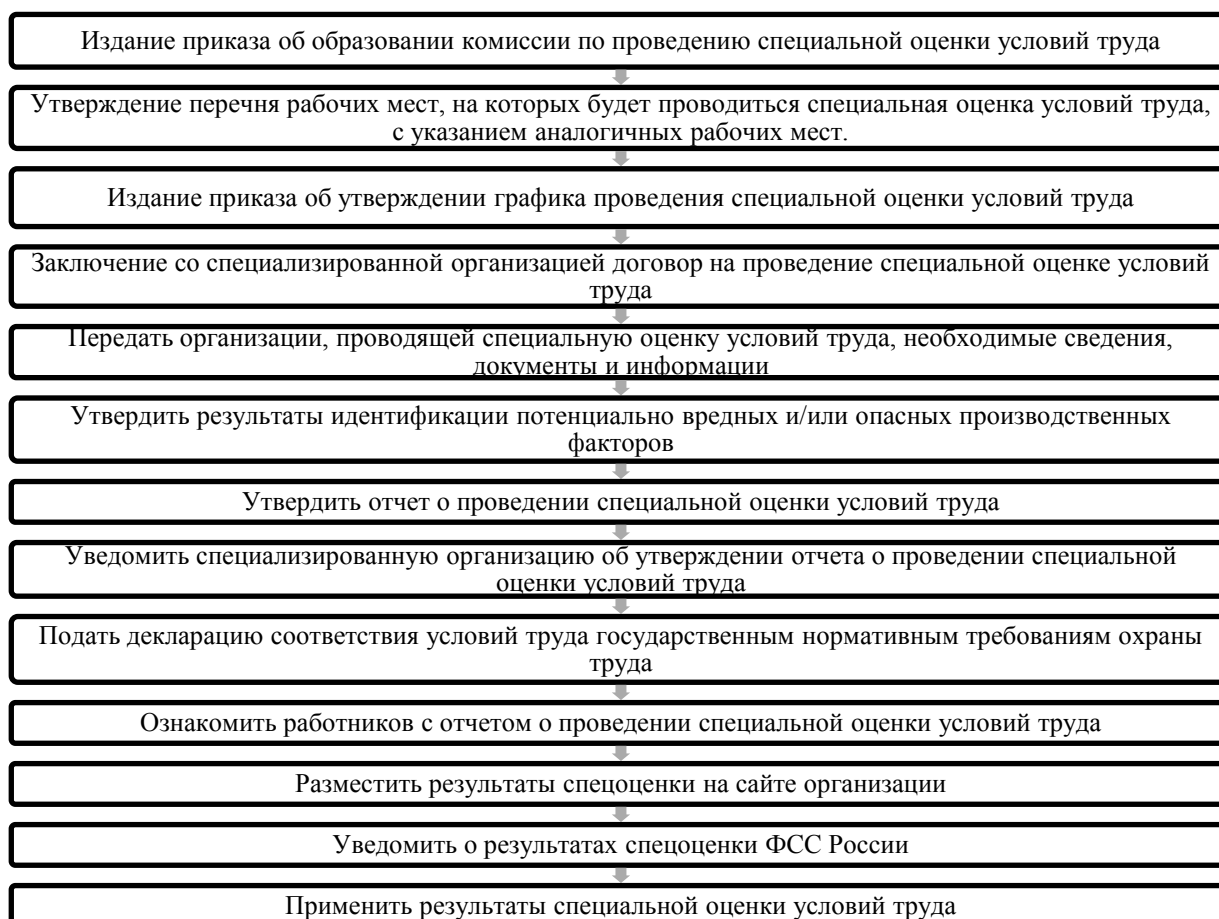 Издание приказа об образовании комиссии по проведению специальной оценки условий труда
Утверждение перечня рабочих мест, на которых будет проводиться специальная оценка условий труда,
с указанием аналогичных рабочих мест.
Издание приказа об утверждении графика проведения специальной оценки условий труда
Заключение со специализированной организацией договор на проведение специальной оценке условий
труда
Передать организации, проводящей специальную оценку условий труда, необходимые сведения,
документы и информации
Утвердить результаты идентификации потенциально вредных и/или опасных производственных
факторов
Утвердить отчет о проведении специальной оценки условий труда
Уведомить специализированную организацию об утверждении отчета о проведении специальной
оценки условий труда
Подать декларацию соответствия условий труда государственным нормативным требованиям охраны
труда
Ознакомить работников с отчетом о проведении специальной оценки условий труда
Разместить результаты спецоценки на сайте организации
Уведомить о результатах спецоценки ФСС России
Применить результаты специальной оценки условий труда